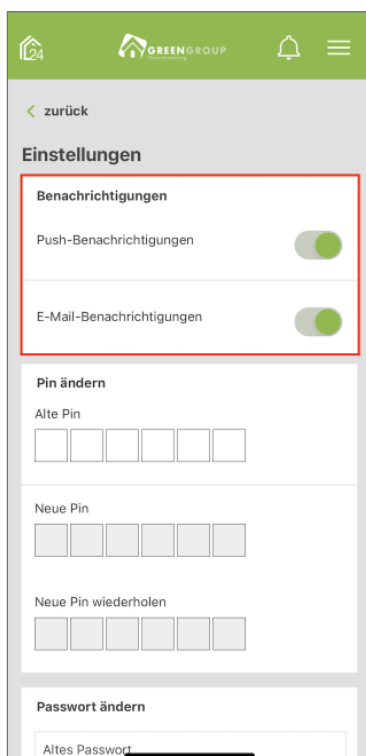 24
GREENGROUP
zurück
Einstellungen
Benachrichtigungen
Push-Benachrichtigungen
E-Mail-Benachrichtigungen
Pin ändern
Alte Pin
Neue Pin
Neue Pin wiederholen
Passwort ändern
Altes Passwort